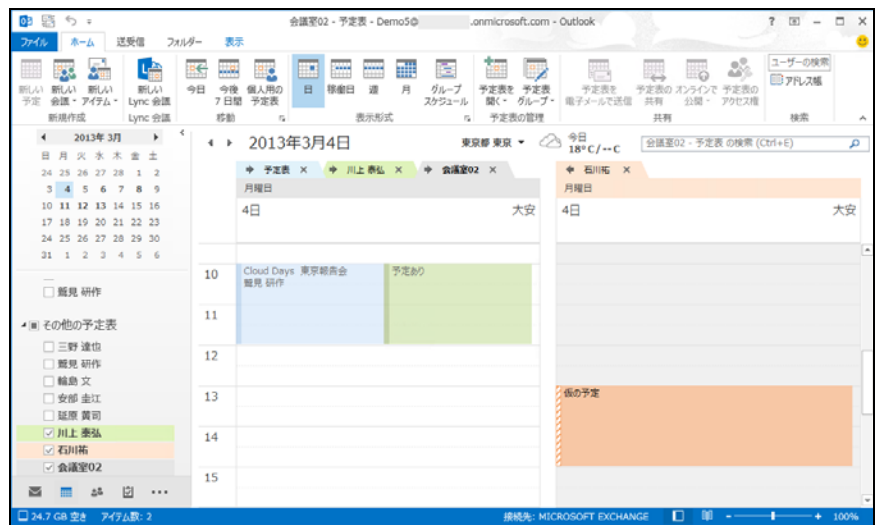 会議室02 - 予定表 - Demo5@ .onmicrosoft.com - Outlook
ファイル ホーム 送受信 フォルダー 表示
新しい 予定
新しい 会議
新しい アイテム
新しい Lync 会議
今日
今後 7 日間
個人用の 予定表
日
稼働日
週
月
グループ スケジュール
予定表を 開く
予定表 グループ
予定表を 電子メールで送信
予定表の 共有
オンラインで 公開
予定表の アクセス権
ユーザーの検索
アドレス帳
新規作成 Lync 会議 移動 表示形式 予定表の管理 共有 検索
2013年 3月
日 月 火 水 木 金 土
24 25 26 27 28 1 2
3 4 5 6 7 8 9
10 11 12 13 14 15 16
17 18 19 20 21 22 23
24 25 26 27 28 29 30
31 1 2 3 4 5 6
鷲見 研作
その他の予定表
三野 達也
鷲見 研作
輪島 文
安部 圭江
延原 黄司
川上 泰弘
石川祐
会議室02
2013年3月4日
東京都 東京
今日
18°C/--C
会議室02 - 予定表 の検索 (Ctrl+E)
予定表 川上 泰弘 会議室02 石川祐
月曜日 月曜日
4日 大安 4日 大安
10
Cloud Days 東京報告会
鷲見 研作
予定あり
11
12
13
仮の予定
14
15
24.7 GB 空き アイテム数: 2 接続先: MICROSOFT EXCHANGE 100%